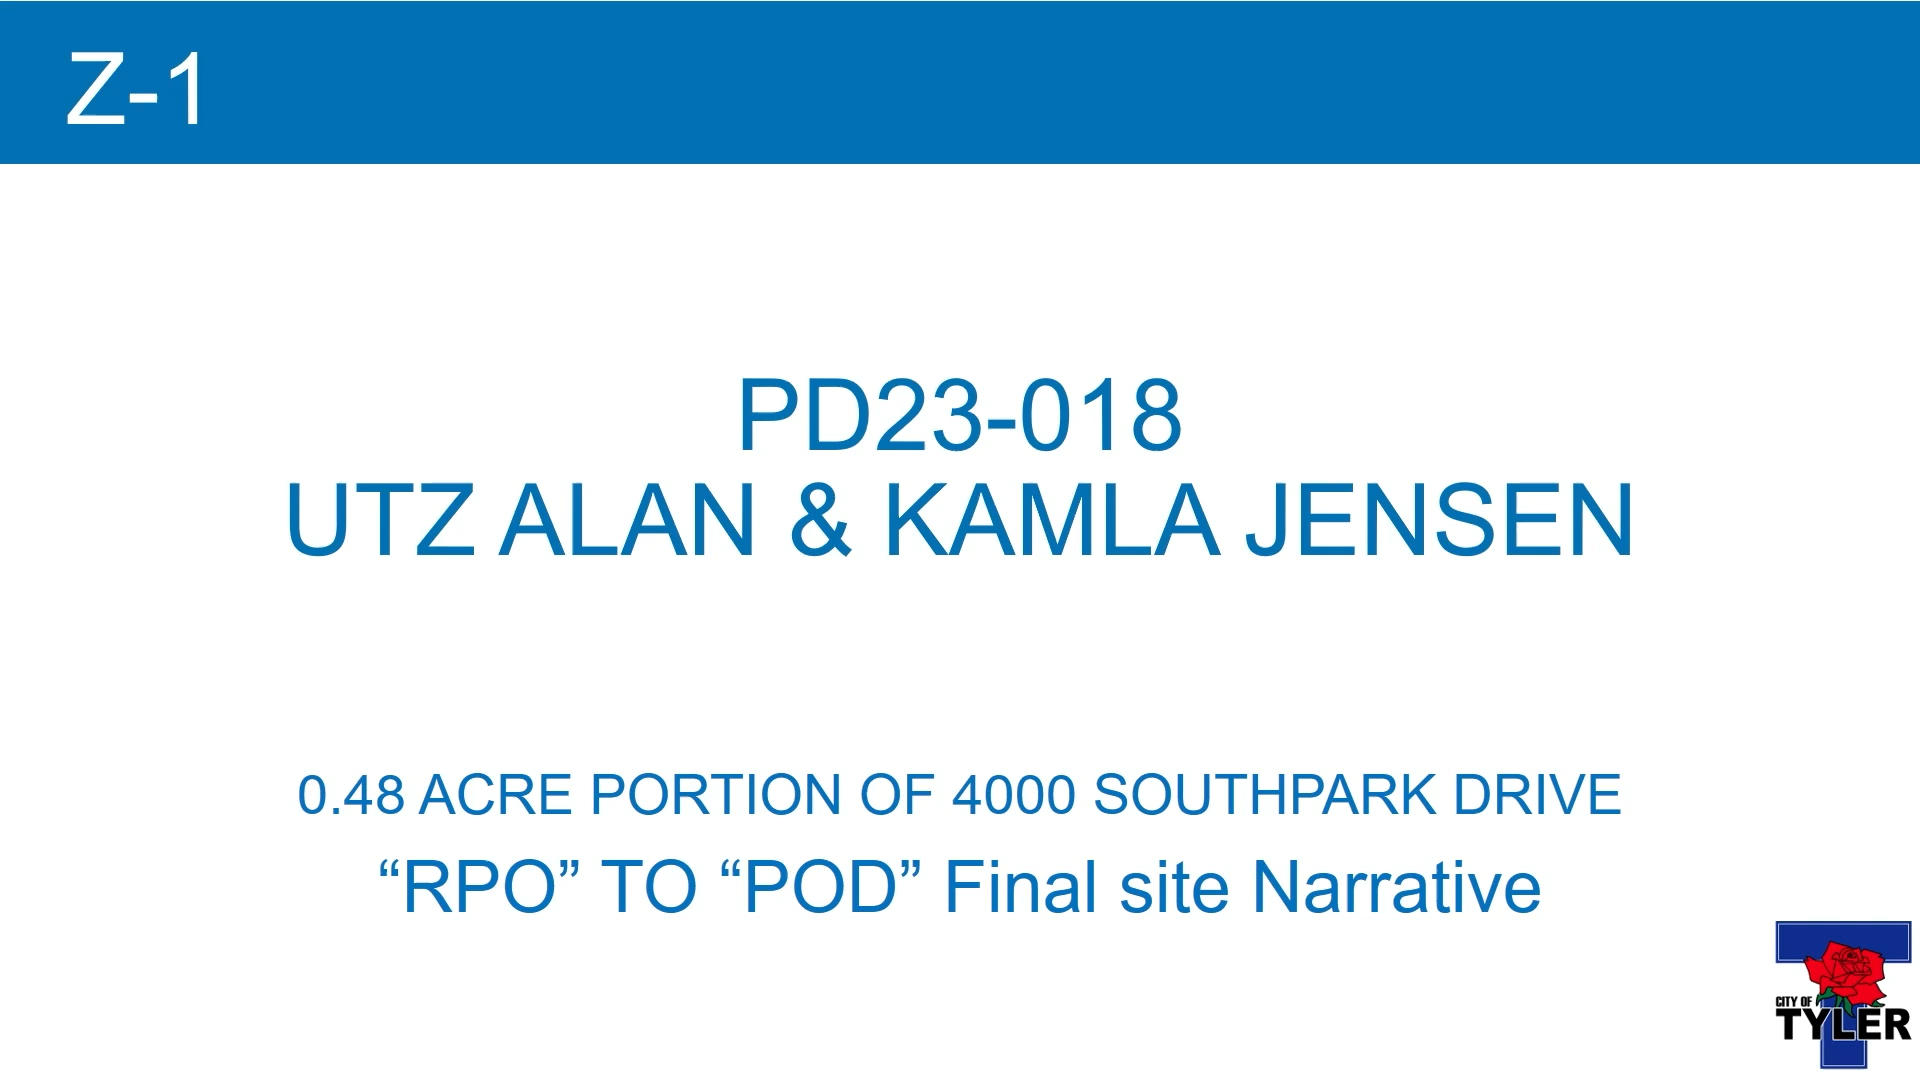 Z-1
PD23-018
UTZ ALAN & KAMLA JENSEN
0.48 ACRE PORTION OF 4000 SOUTHPARK DRIVE
“RPO” TO “POD” Final site Narrative
CITY OF
TYLER